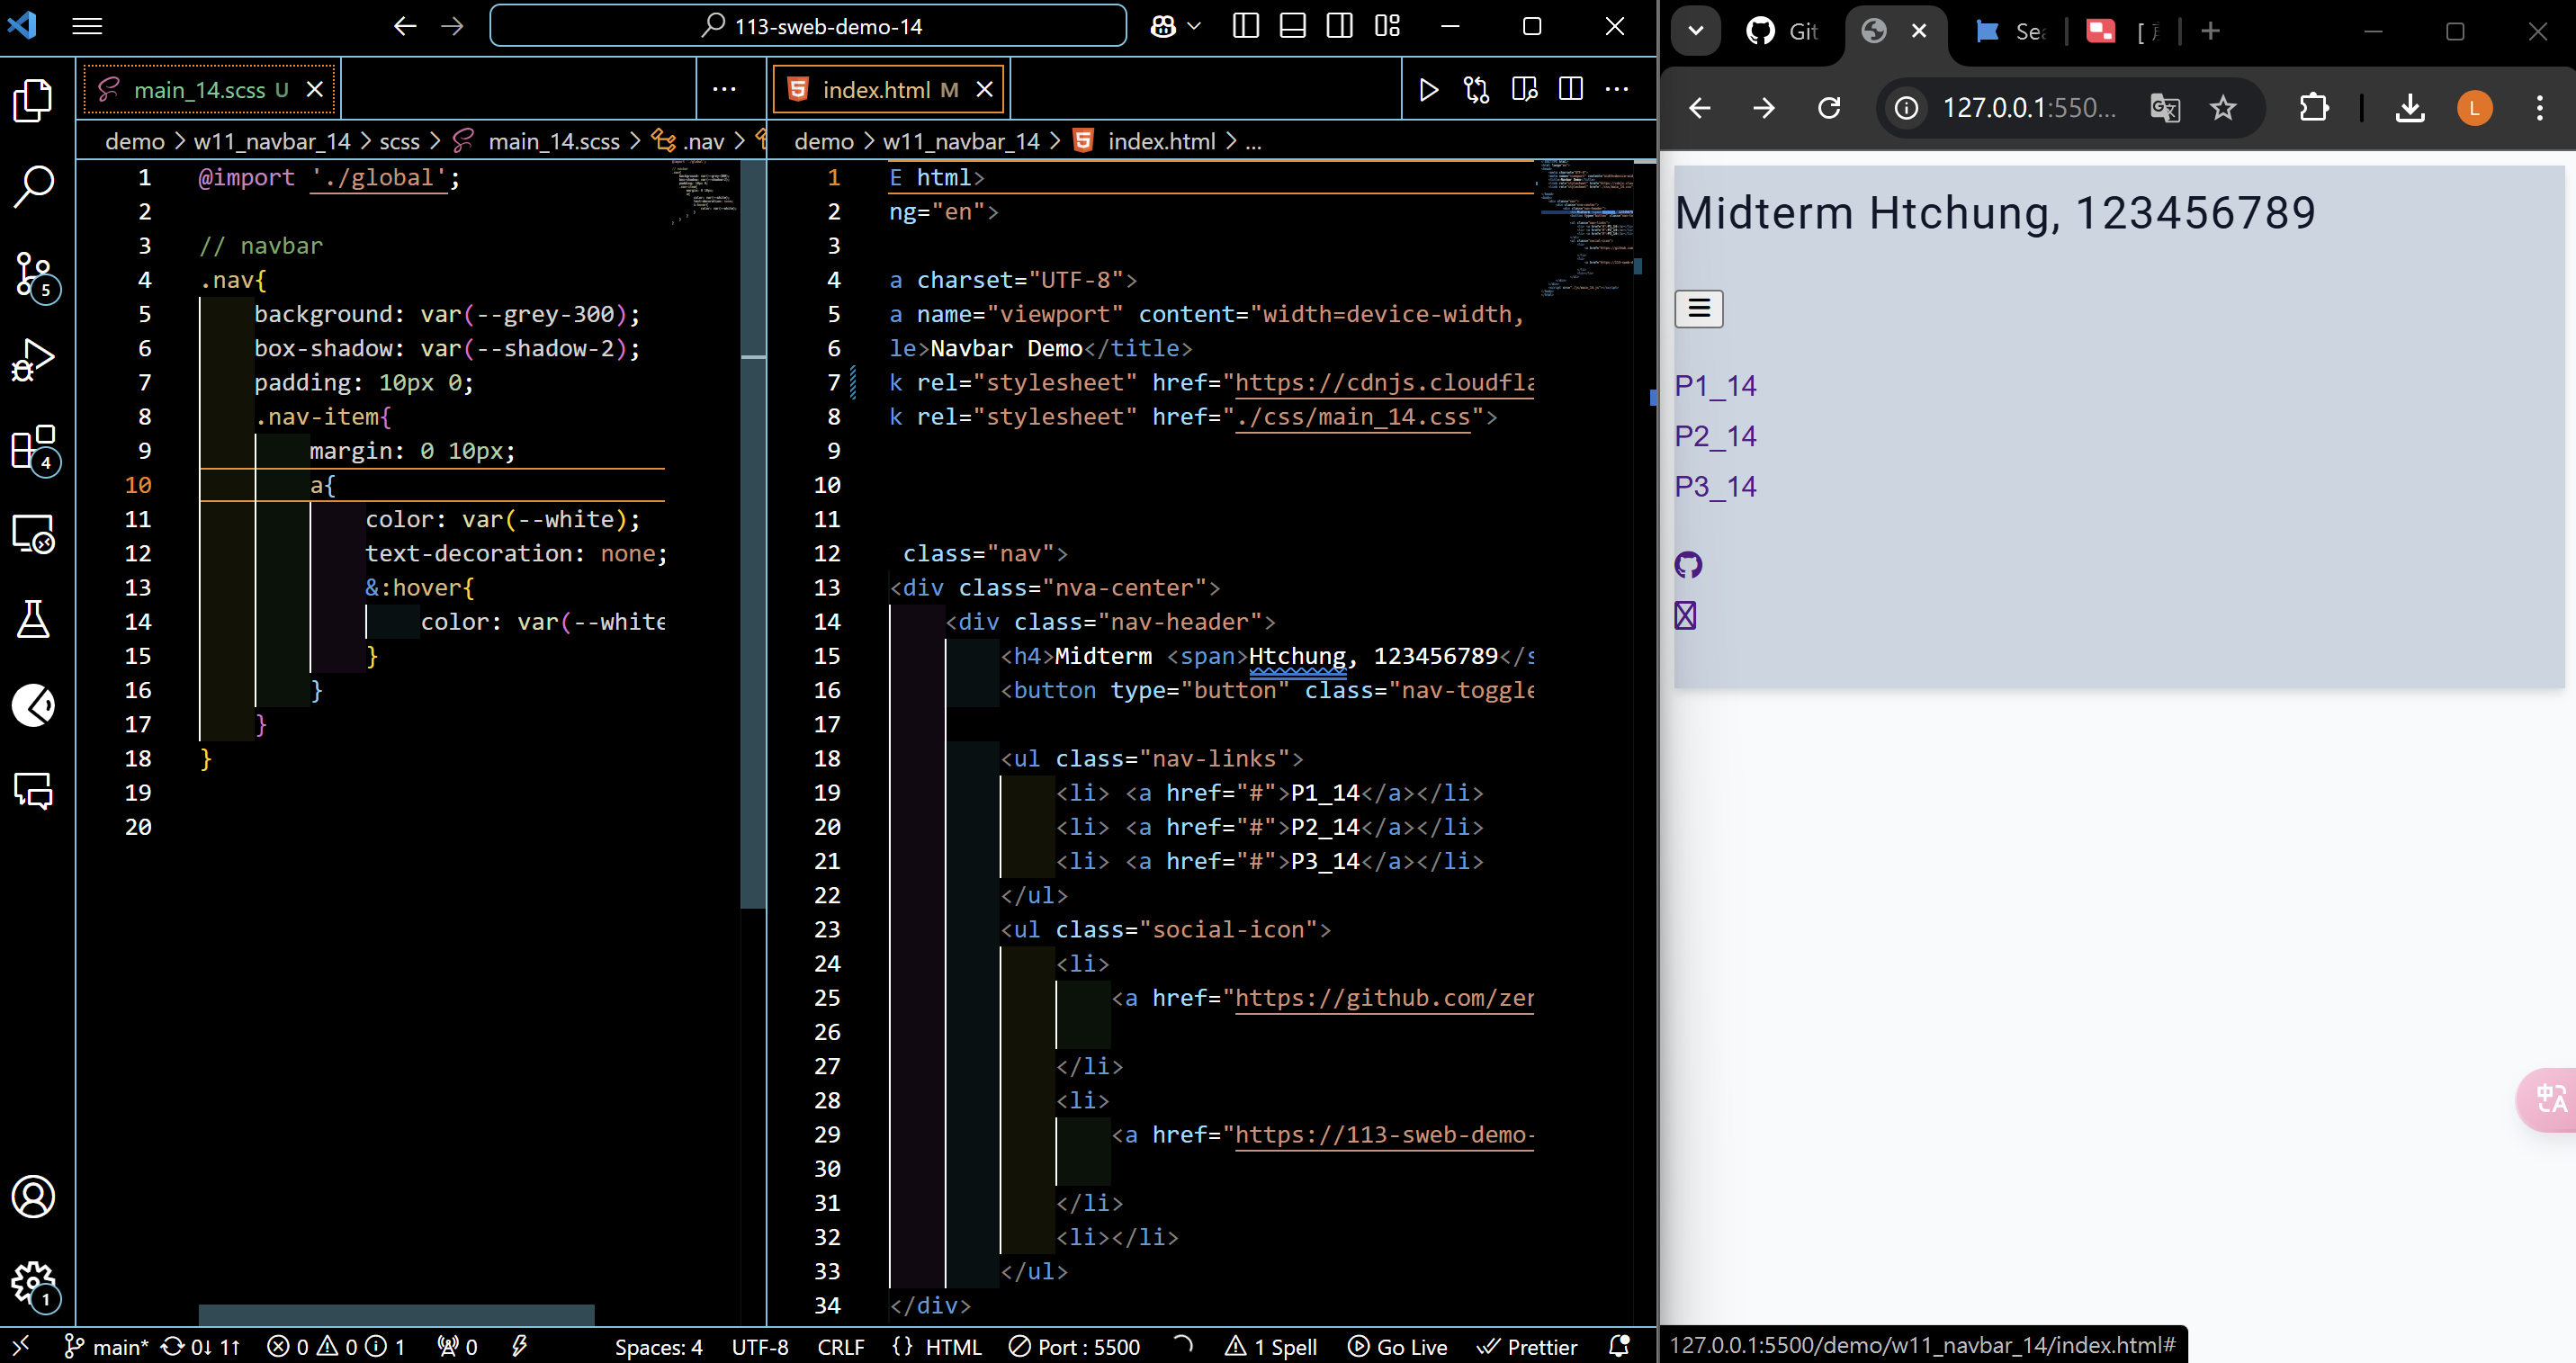 113-sweb-demo-14
main_14.scss U
demo > w11_navbar_14 > scss > main_14.scss > .nav >
1 @import './global';
2
3 // navbar
4 .nav{
5 background: var(--grey-300);
6 box-shadow: var(--shadow-2);
7 padding: 10px 0;
8 .nav-item{
9 margin: 0 10px;
10 a{
11 color: var(--white);
12 text-decoration: none;
13 &:hover{
14 color: var(--white
15 }
16 }
17 }
18 }
19
20
index.html M
demo > w11_navbar_14 > index.html > ...
1 E html>
2 ng="en">
3
4 a charset="UTF-8">
5 a name="viewport" content="width=device-width,
6 le>Navbar Demo</title>
7 k rel="stylesheet" href="https://cdnjs.cloudfla
8 k rel="stylesheet" href="./css/main_14.css">
9
10
11
12 class="nav">
13 <div class="nva-center">
14 <div class="nav-header">
15 <h4>Midterm <span>Htchung, 123456789</s
16 <button type="button" class="nav-toggle
17
18 <ul class="nav-links">
19 <li> <a href="#">P1_14</a></li>
20 <li> <a href="#">P2_14</a></li>
21 <li> <a href="#">P3_14</a></li>
22 </ul>
23 <ul class="social-icon">
24 <li>
25 <a href="https://github.com/zer
26
27 </li>
28 <li>
29 <a href="https://113-sweb-demo-
30
31 </li>
32 <li></li>
33 </ul>
34 </div>
5
4
1
main* 0↓ 1↑ 0 0 1 0 Spaces: 4 UTF-8 CRLF {} HTML Port : 5500 1 Spell Go Live Prettier
Git Sea [
127.0.0.1:550... L
Midterm Htchung, 123456789
P1_14
P2_14
P3_14
中A
127.0.0.1:5500/demo/w11_navbar_14/index.html#